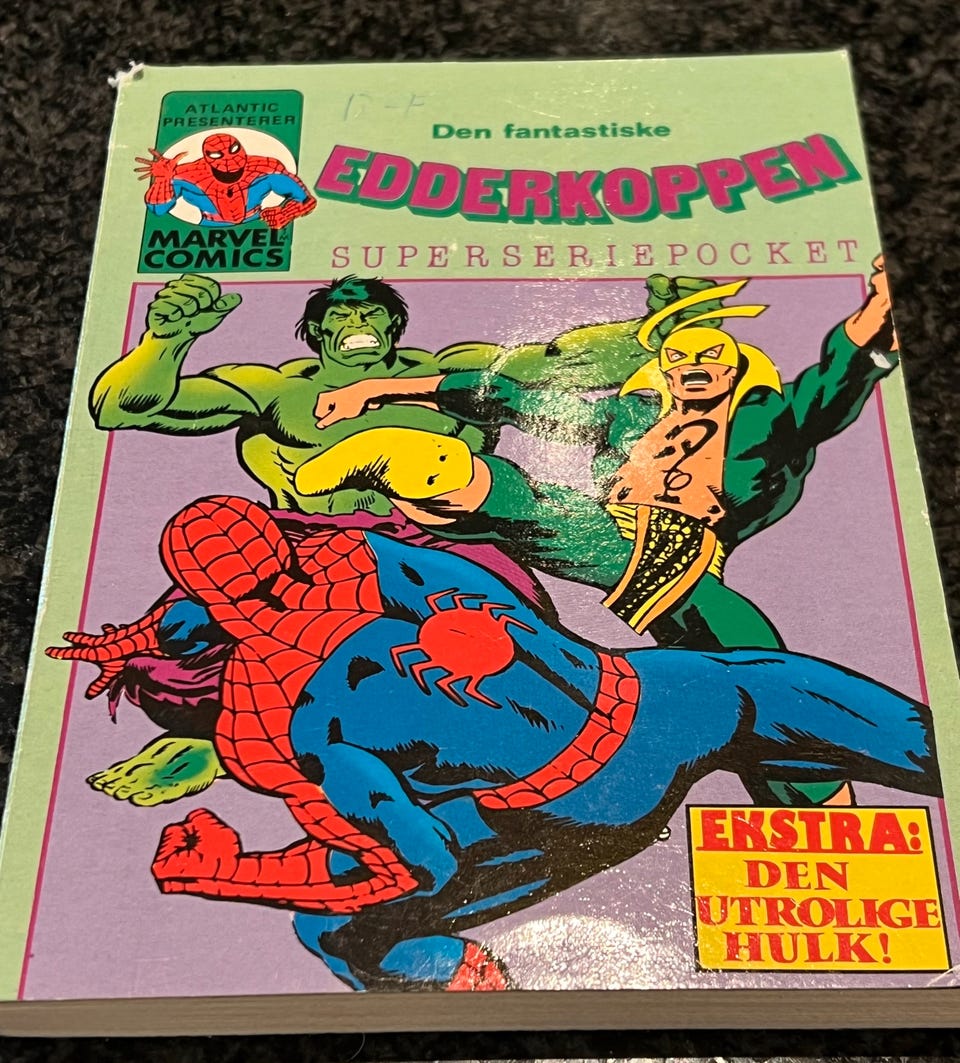 ATLANTIC
PRESENTERER
MARVEL
COMICS
Den fantastiske
EDDERKOPPEN
SUPERSERIEPOCKET
EKSTRA:
DEN
UTROLIGE
HULK!